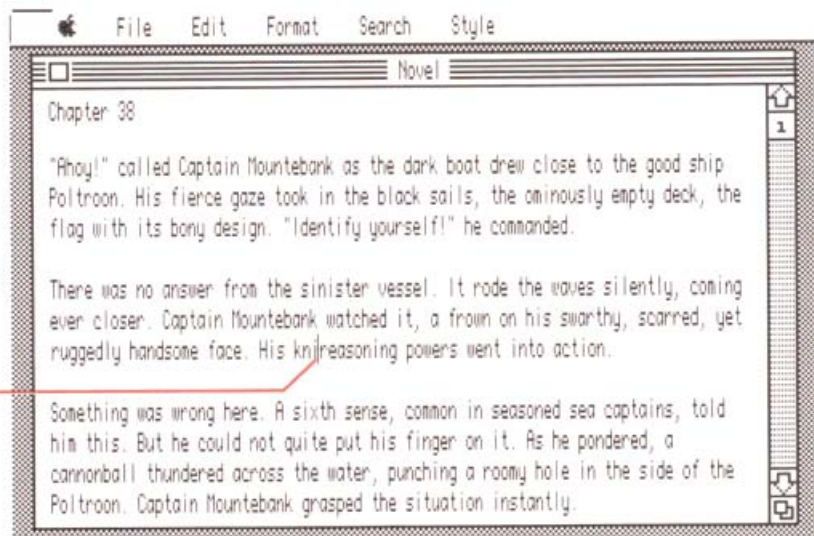 File Edit Format Search Style
Novel
Chapter 38
1
"Ahoy!" called Captain Mountebank as the dark boat drew close to the good ship
Poltroon. His fierce gaze took in the black sails, the ominously empty deck, the
flag with its bony design. "Identify yourself!" he commanded.
There was no answer from the sinister vessel. It rode the waves silently, coming
ever closer. Captain Mountebank watched it, a frown on his swarthy, scarred, yet
ruggedly handsome face. His knireasoning powers went into action.
Something was wrong here. A sixth sense, common in seasoned sea captains, told
him this. But he could not quite put his finger on it. As he pondered, a
cannonball thundered across the water, punching a roomy hole in the side of the
Poltroon. Captain Mountebank grasped the situation instantly.